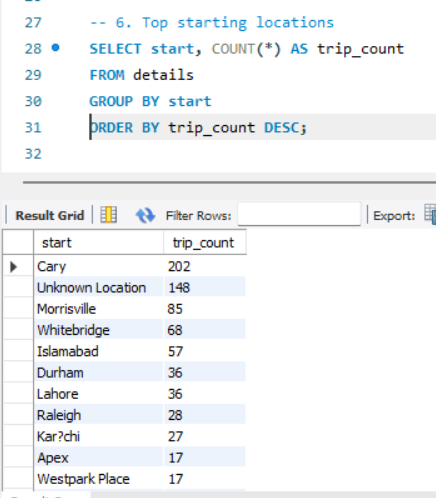 27 -- 6. Top starting locations
28 SELECT start, COUNT(*) AS trip_count
29 FROM details
30 GROUP BY start
31 ORDER BY trip_count DESC;
32
Result Grid Filter Rows: Export:
start trip_count
Cary 202
Unknown Location 148
Morrisville 85
Whitebridge 68
Islamabad 57
Durham 36
Lahore 36
Raleigh 28
Kar?chi 27
Apex 17
Westpark Place 17